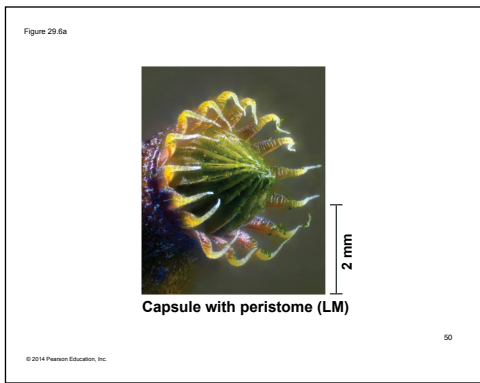 Figure 29.6a
2 mm
Capsule with peristome (LM)
50
© 2014 Pearson Education, Inc.